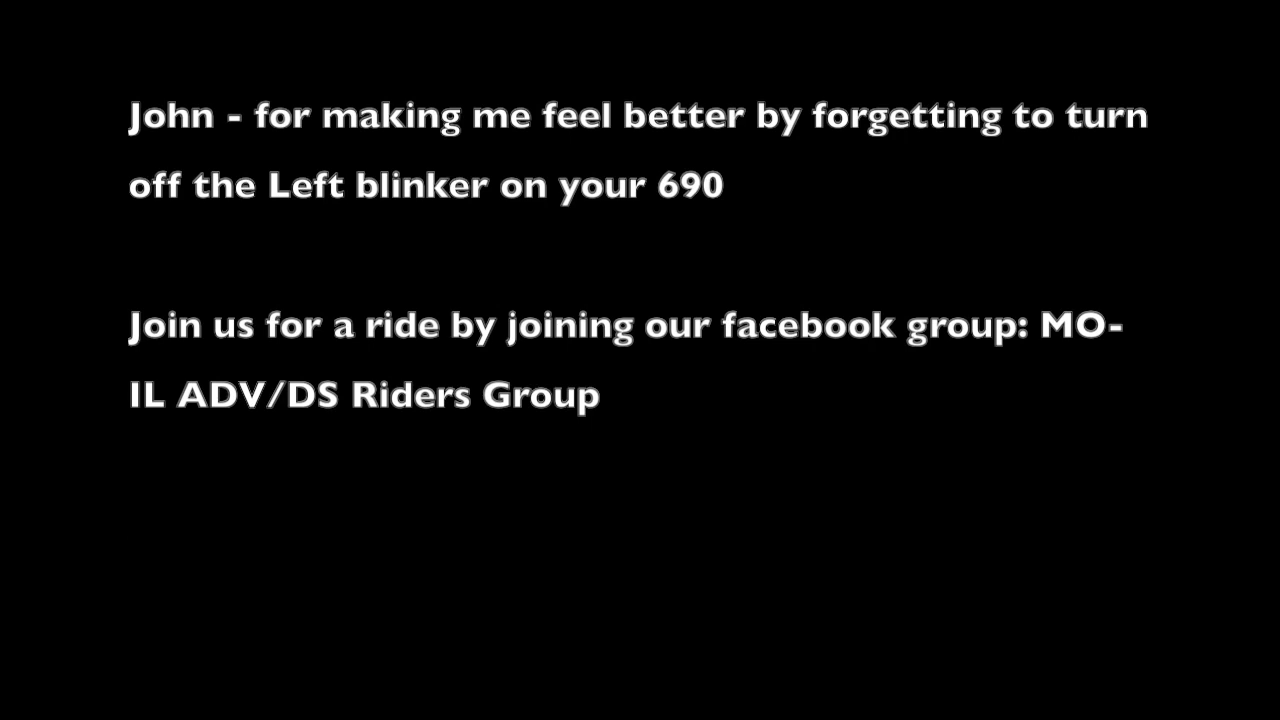 John - for making me feel better by forgetting to turn
off the Left blinker on your 690
Join us for a ride by joining our facebook group: MO-
IL ADV/DS Riders Group